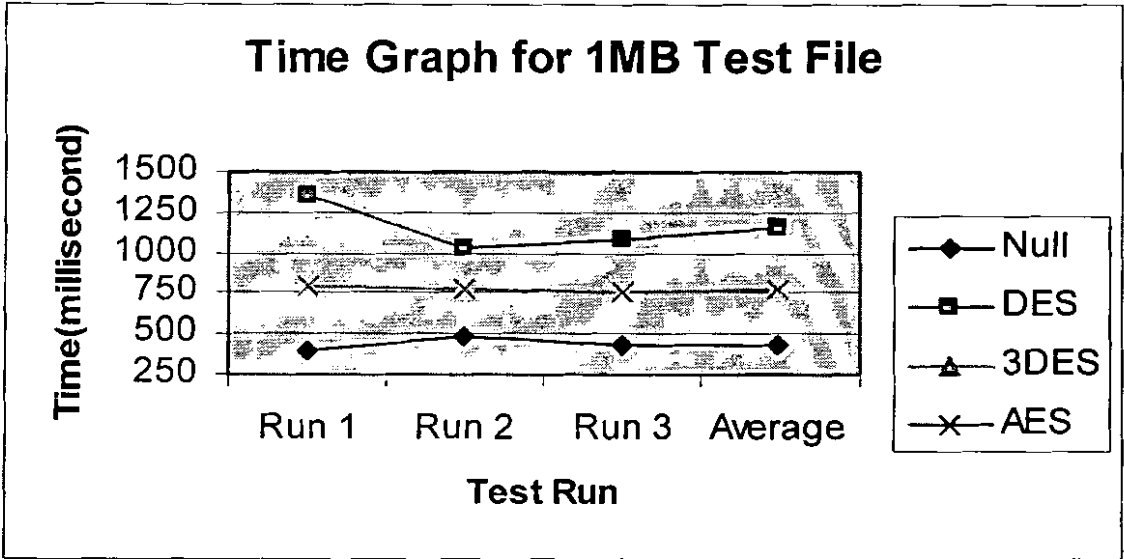 Time Graph for 1MB Test File
Time(millisecond)
1500
1250
1000
750
500
250
Run 1 Run 2 Run 3 Average
Test Run
Null
DES
3DES
AES